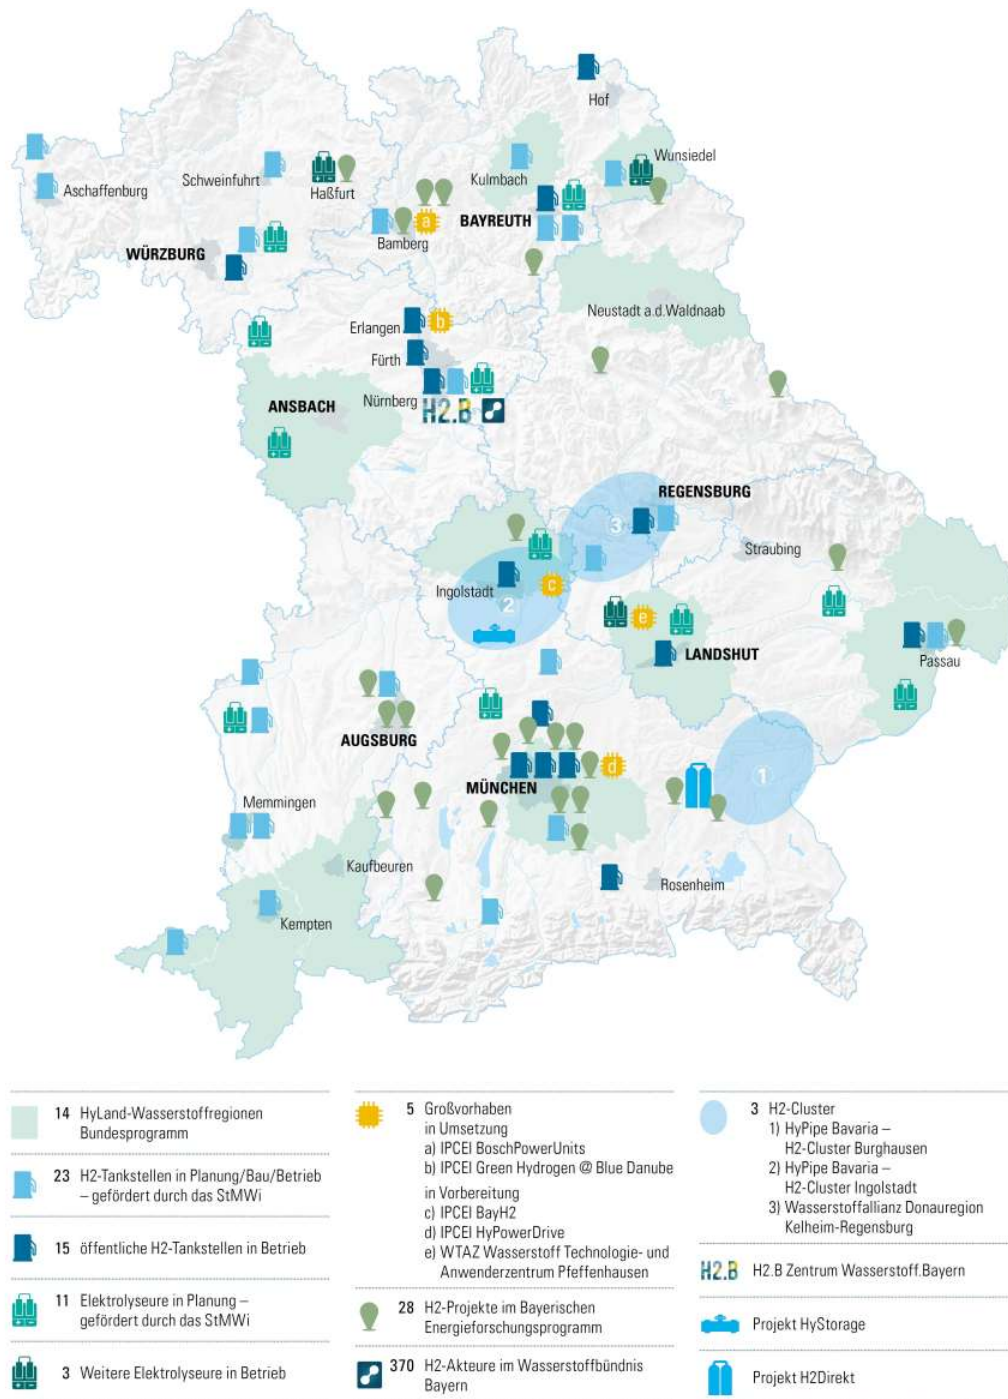 Hof
Wunsiedel
Kulmbach
Schweinfuhrt
Haßfurt
Aschaffenburg
a
BAYREUTH
Bamberg
WÜRZBURG
Neustadt a.d.Waldnaab
Erlangen
b
Fürth
Nürnberg
H2.B
ANSBACH
REGENSBURG
3
Straubing
Ingolstadt
c
2
e
LANDSHUT
Passau
AUGSBURG
MÜNCHEN
d
1
Memmingen
Kaufbeuren
Rosenheim
Kempten
14 HyLand-Wasserstoffregionen
Bundesprogramm
23 H2-Tankstellen in Planung/Bau/Betrieb
– gefördert durch das StMWi
15 öffentliche H2-Tankstellen in Betrieb
11 Elektrolyseure in Planung –
gefördert durch das StMWi
3 Weitere Elektrolyseure in Betrieb
5 Großvorhaben
in Umsetzung
a) IPCEI BoschPowerUnits
b) IPCEI Green Hydrogen @ Blue Danube
in Vorbereitung
c) IPCEI BayH2
d) IPCEI HyPowerDrive
e) WTAZ Wasserstoff Technologie- und
Anwenderzentrum Pfeffenhausen
28 H2-Projekte im Bayerischen
Energieforschungsprogramm
370 H2-Akteure im Wasserstoffbündnis
Bayern
3 H2-Cluster
1) HyPipe Bavaria –
H2-Cluster Burghausen
2) HyPipe Bavaria –
H2-Cluster Ingolstadt
3) Wasserstoffallianz Donauregion
Kelheim-Regensburg
H2.B H2.B Zentrum Wasserstoff.Bayern
Projekt HyStorage
Projekt H2Direkt